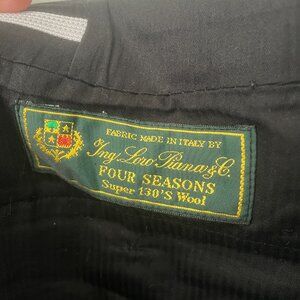 FABRIC MADE IN ITALY BY
Ing. Loro Piana & C.
FOUR SEASONS
Super 130'S Wool